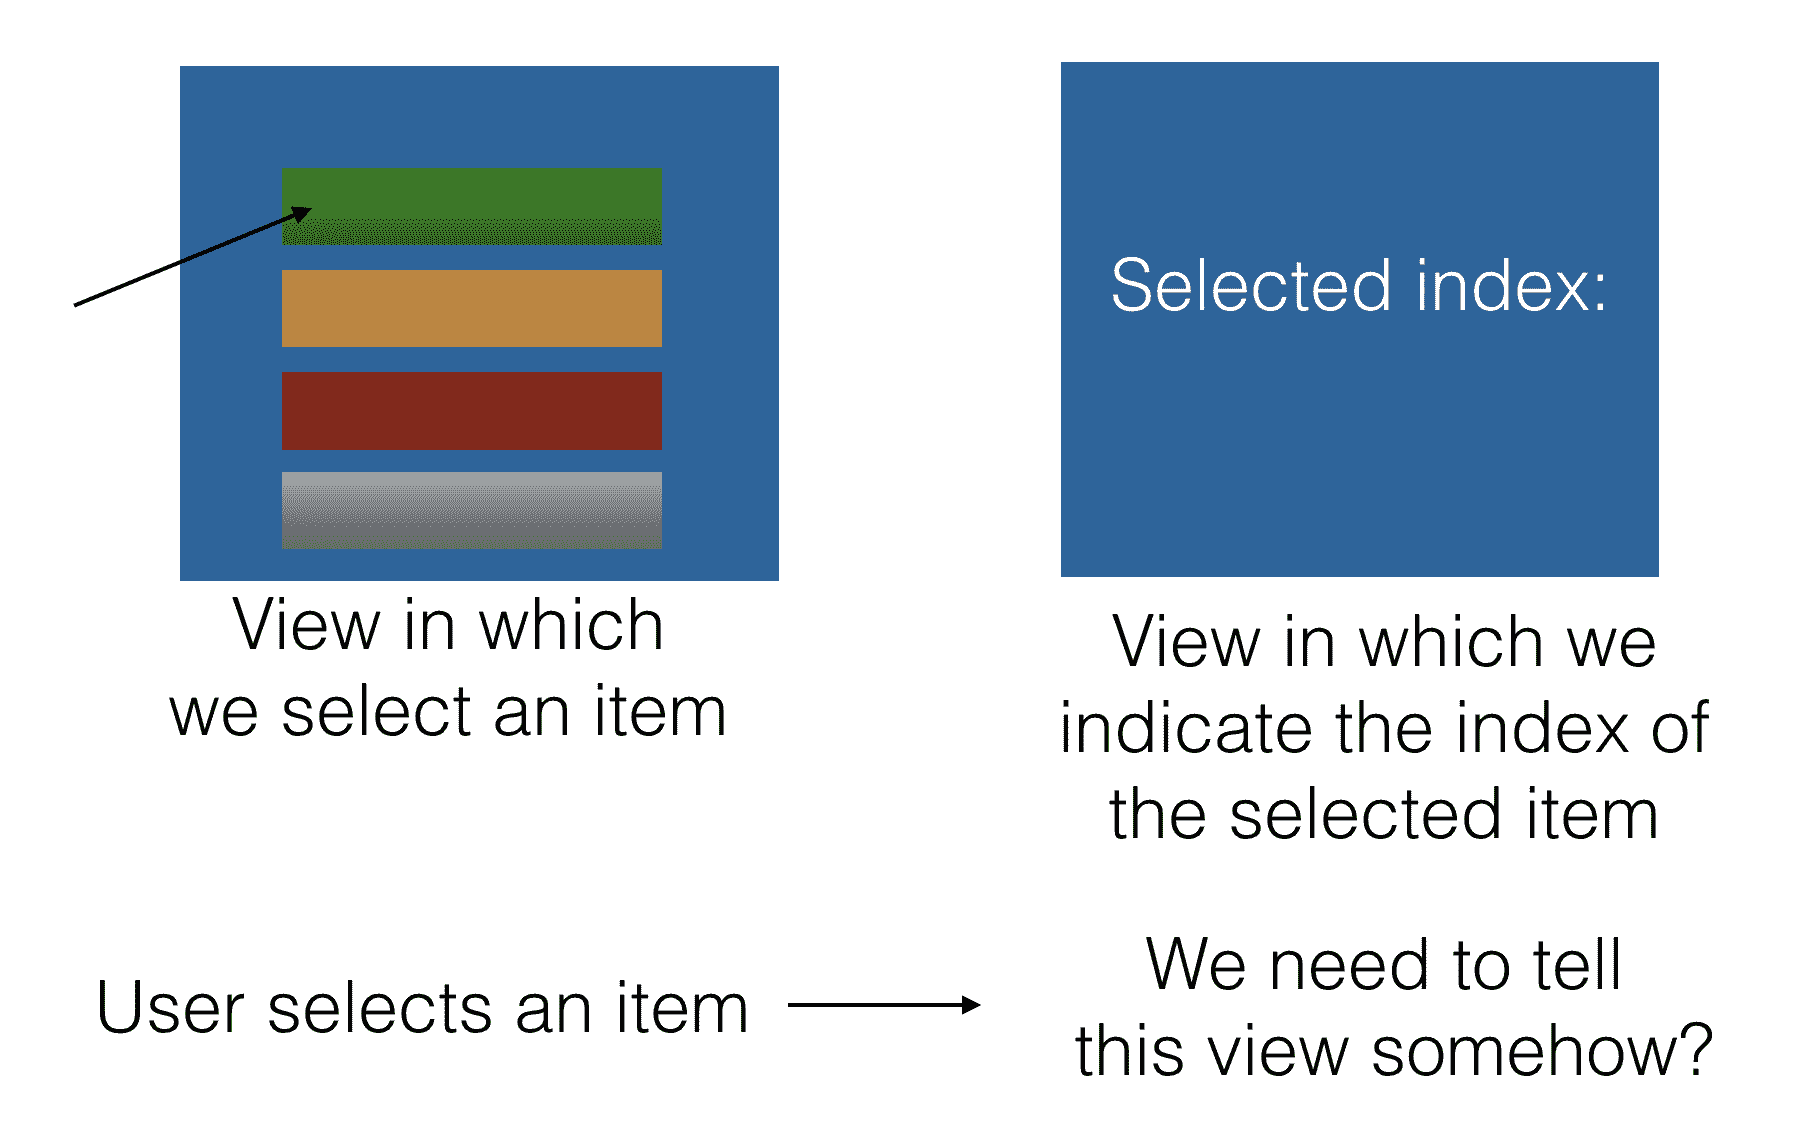 Selected index:
View in which
we select an item
View in which we
indicate the index of
the selected item
User selects an item
We need to tell
this view somehow?